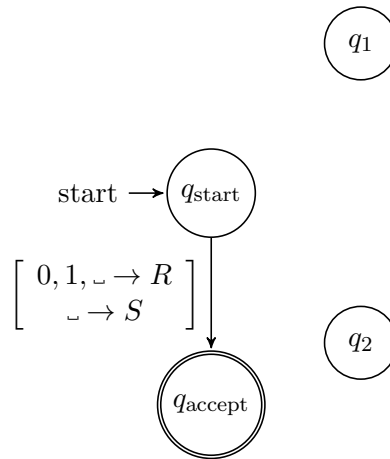 q1
start
qstart
[ 0, 1, ␣ → R
␣ → S ]
q2
qaccept